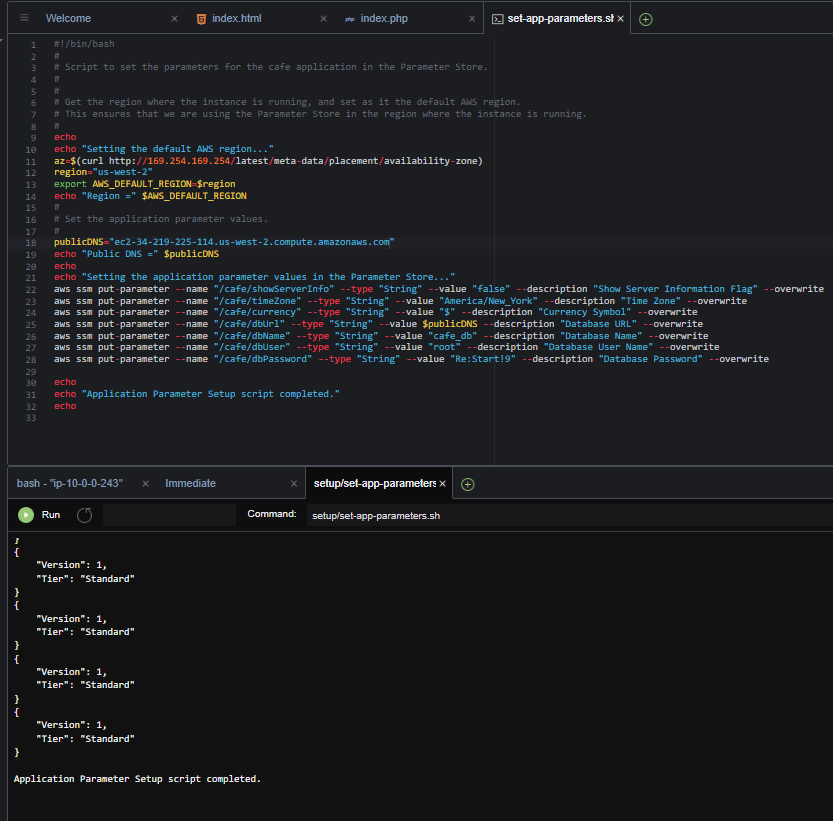 Welcome
index.html
php index.php
set-app-parameters.sh
1 #!/bin/bash
2 #
3 # Script to set the parameters for the cafe application in the Parameter Store.
4 #
5 #
6 # Get the region where the instance is running, and set as it the default AWS region.
7 # This ensures that we are using the Parameter Store in the region where the instance is running.
8 #
9 echo
10 echo "Setting the default AWS region..."
11 az=$(curl http://169.254.169.254/latest/meta-data/placement/availability-zone)
12 region="us-west-2"
13 export AWS_DEFAULT_REGION=$region
14 echo "Region =" $AWS_DEFAULT_REGION
15 #
16 # Set the application parameter values.
17 #
18 publicDNS="ec2-34-219-225-114.us-west-2.compute.amazonaws.com"
19 echo "Public DNS =" $publicDNS
20 echo
21 echo "Setting the application parameter values in the Parameter Store..."
22 aws ssm put-parameter --name "/cafe/showServerInfo" --type "String" --value "false" --description "Show Server Information Flag" --overwrite
23 aws ssm put-parameter --name "/cafe/timeZone" --type "String" --value "America/New_York" --description "Time Zone" --overwrite
24 aws ssm put-parameter --name "/cafe/currency" --type "String" --value "$" --description "Currency Symbol" --overwrite
25 aws ssm put-parameter --name "/cafe/dbUrl" --type "String" --value $publicDNS --description "Database URL" --overwrite
26 aws ssm put-parameter --name "/cafe/dbName" --type "String" --value "cafe_db" --description "Database Name" --overwrite
27 aws ssm put-parameter --name "/cafe/dbUser" --type "String" --value "root" --description "Database User Name" --overwrite
28 aws ssm put-parameter --name "/cafe/dbPassword" --type "String" --value "Re:Start!9" --description "Database Password" --overwrite
29
30 echo
31 echo "Application Parameter Setup script completed."
32 echo
33
bash - "ip-10-0-0-243"
Immediate
setup/set-app-parameters
Run
Command: setup/set-app-parameters.sh
}
{
"Version": 1,
"Tier": "Standard"
}
{
"Version": 1,
"Tier": "Standard"
}
{
"Version": 1,
"Tier": "Standard"
}
{
"Version": 1,
"Tier": "Standard"
}
Application Parameter Setup script completed.